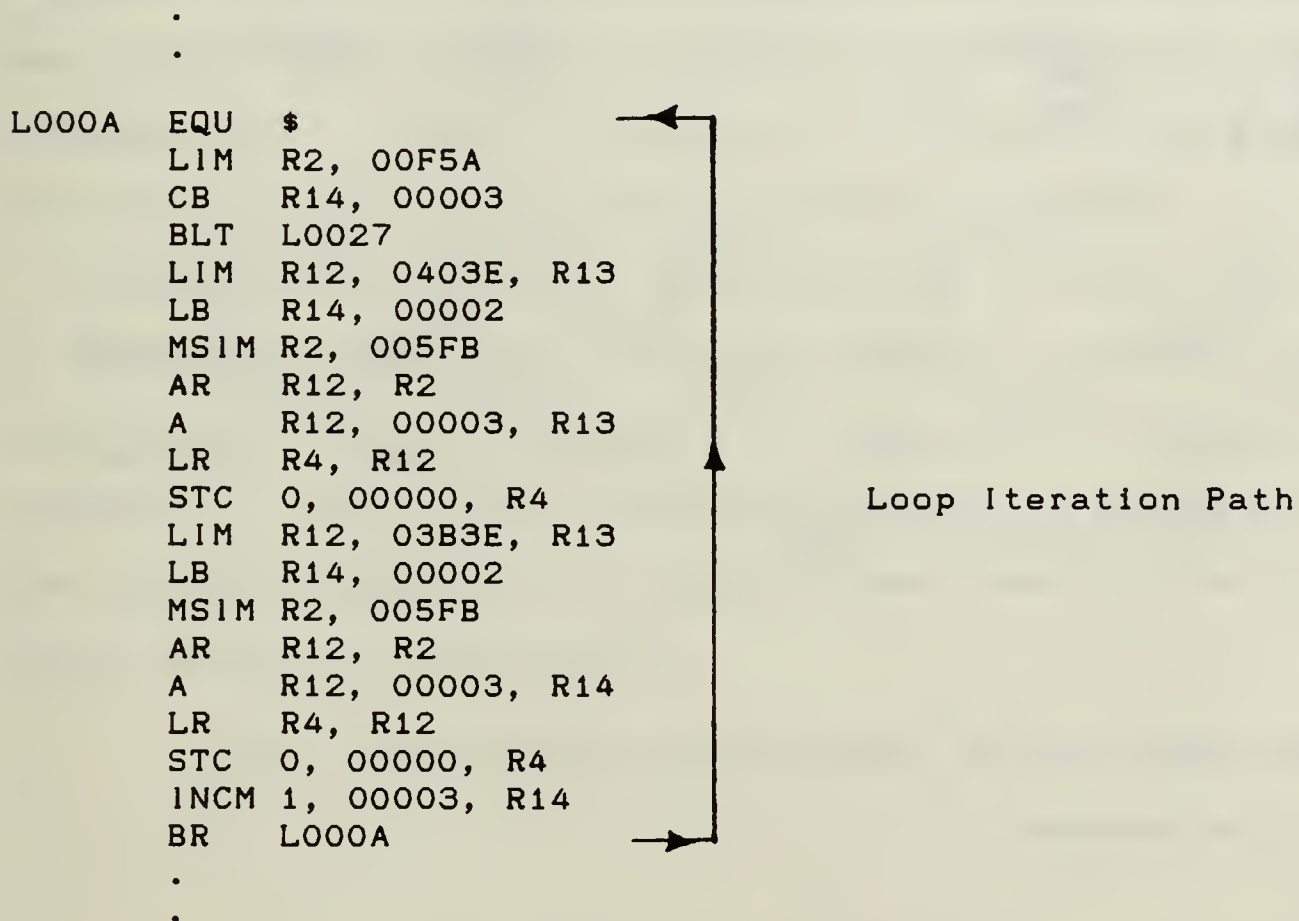 .
.
L000A EQU $
LIM R2, 00F5A
CB R14, 00003
BLT L0027
LIM R12, 0403E, R13
LB R14, 00002
MSIM R2, 005FB
AR R12, R2
A R12, 00003, R13
LR R4, R12
STC 0, 00000, R4
LIM R12, 03B3E, R13
LB R14, 00002
MSIM R2, 005FB
AR R12, R2
A R12, 00003, R14
LR R4, R12
STC 0, 00000, R4
INCM 1, 00003, R14
BR L000A
.
.
Loop Iteration Path